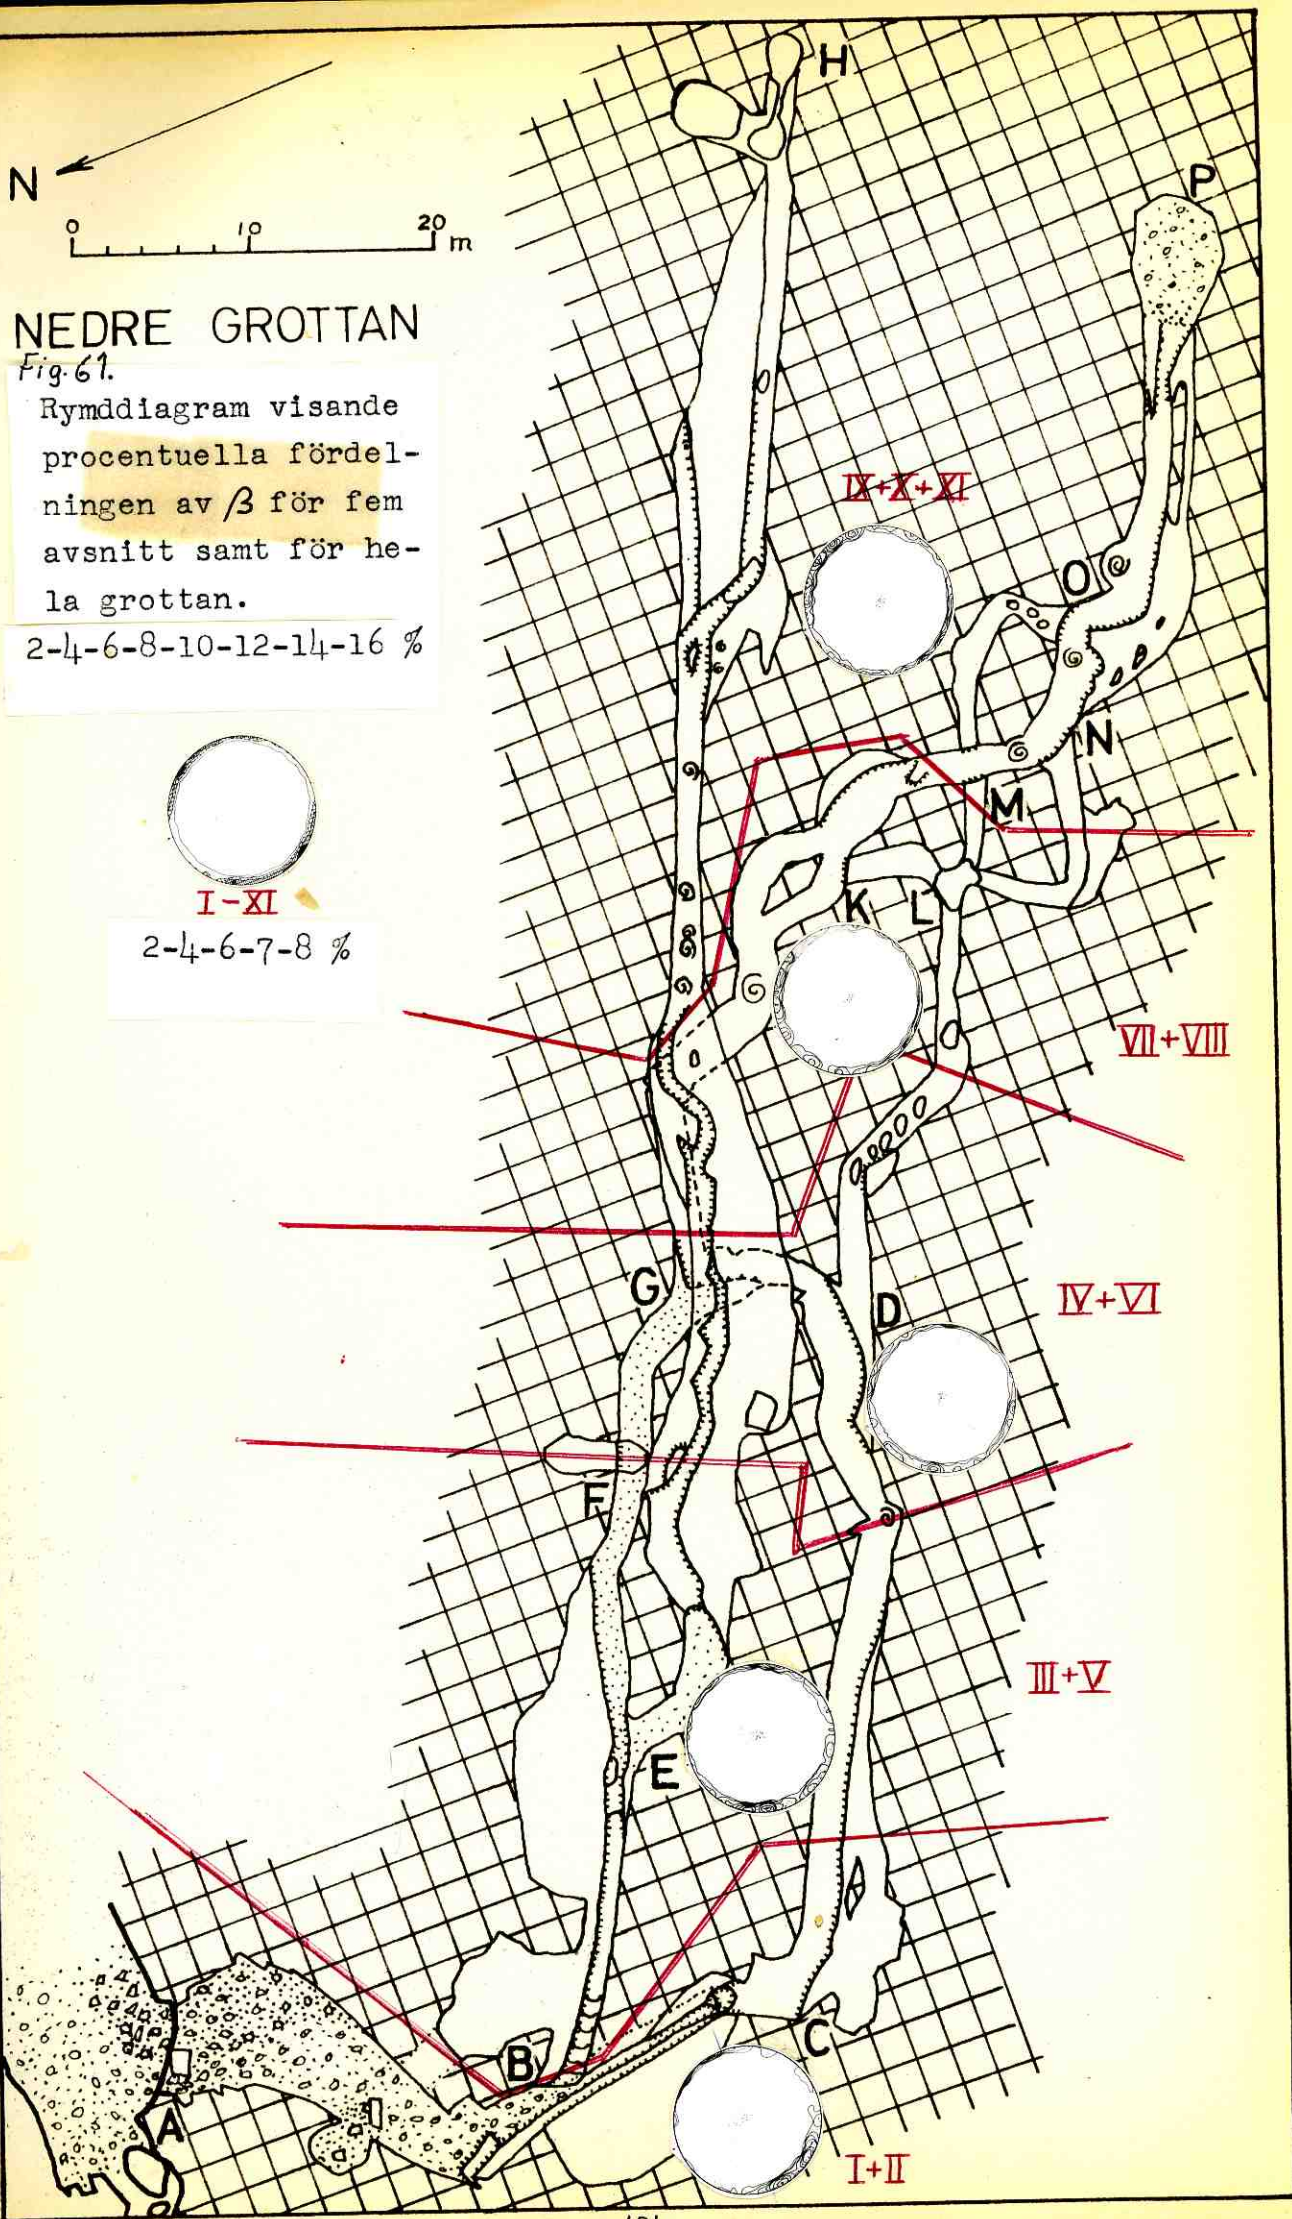 H
N
P
0 10 20 m
NEDRE GROTTAN
Fig. 61.
Rymddiagram visande
procentuella fördel-
ningen av β för fem
avsnitt samt för he-
la grottan.
2-4-6-8-10-12-14-16 %
IX+X+XI
O
N
M
I-XI
K L
2-4-6-7-8 %
VII+VIII
G
IV+VI
D
F
III+V
E
B
C
A
I+II